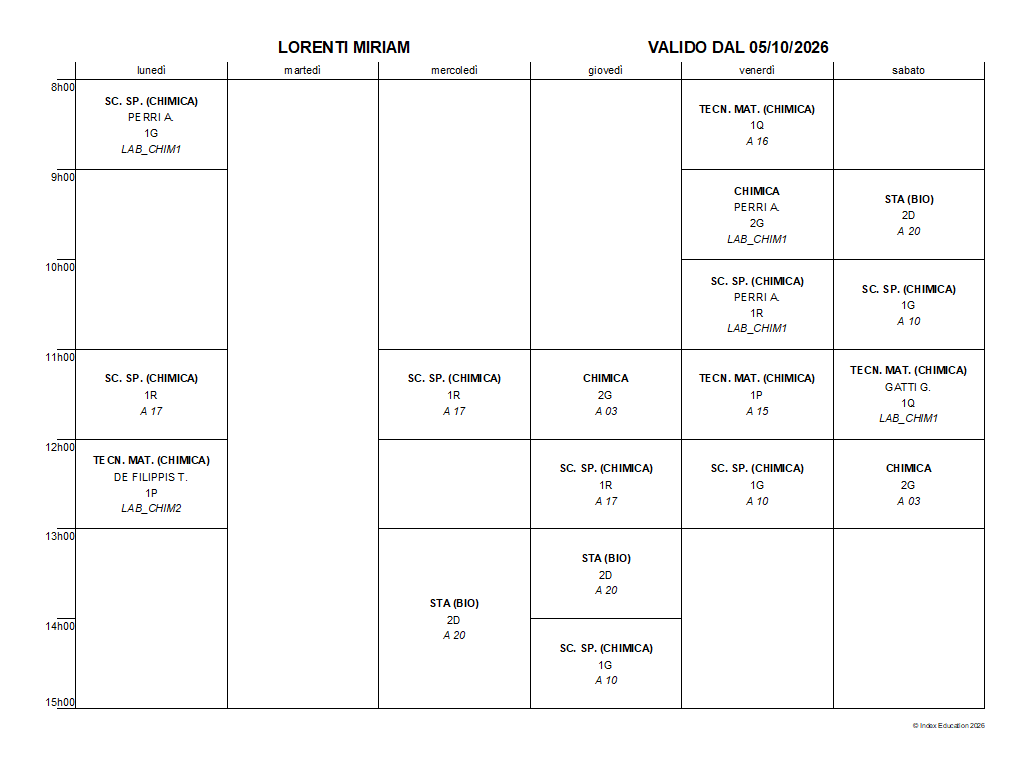 LORENTI MIRIAM
VALIDO DAL 05/10/2026
lunedì
martedì
mercoledì
giovedì
venerdì
sabato
8h00
SC. SP. (CHIMICA)
PERRI A.
1G
LAB_CHIM1
TECN. MAT. (CHIMICA)
1Q
A 16
9h00
CHIMICA
PERRI A.
2G
LAB_CHIM1
STA (BIO)
2D
A 20
10h00
SC. SP. (CHIMICA)
PERRI A.
1R
LAB_CHIM1
SC. SP. (CHIMICA)
1G
A 10
11h00
SC. SP. (CHIMICA)
1R
A 17
SC. SP. (CHIMICA)
1R
A 17
CHIMICA
2G
A 03
TECN. MAT. (CHIMICA)
1P
A 15
TECN. MAT. (CHIMICA)
GATTI G.
1Q
LAB_CHIM1
12h00
TECN. MAT. (CHIMICA)
DE FILIPPIS T.
1P
LAB_CHIM2
SC. SP. (CHIMICA)
1R
A 17
SC. SP. (CHIMICA)
1G
A 10
CHIMICA
2G
A 03
13h00
STA (BIO)
2D
A 20
STA (BIO)
2D
A 20
14h00
SC. SP. (CHIMICA)
1G
A 10
15h00
© Index Education 2026